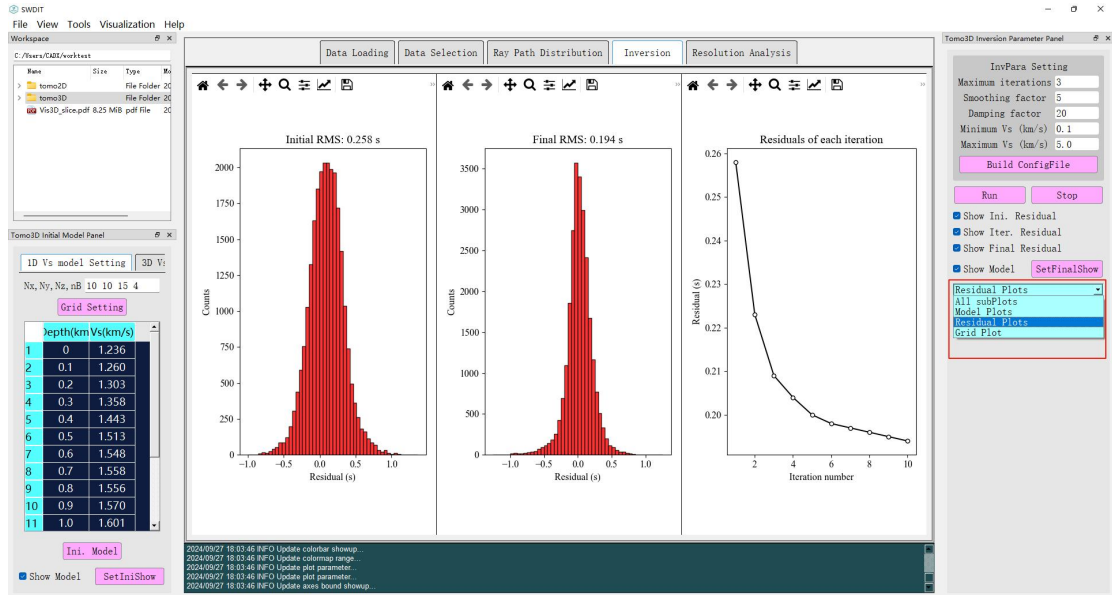 SWDIT
File View Tools Visualization Help
Workspace
C:/Users/CADX/worktest
Name Size Type Mo
tomo2D File Folder 20
tomo3D File Folder 20
Vis3D_slice.pdf 8.25 MiB pdf File 20
Tomo3D Initial Model Panel
1D Vs model Setting 3D Vs
Nx, Ny, Nz, nB 10 10 15 4
Grid Setting
Depth(km Vs(km/s)
1 0 1.236
2 0.1 1.260
3 0.2 1.303
4 0.3 1.358
5 0.4 1.443
6 0.5 1.513
7 0.6 1.548
8 0.7 1.558
9 0.8 1.556
10 0.9 1.570
11 1.0 1.601
Ini. Model
Show Model SetIniShow
Data Loading Data Selection Ray Path Distribution Inversion Resolution Analysis
Initial RMS: 0.258 s
2000
1750
1500
1250
1000
750
500
250
0
Counts
−1.0 −0.5 0.0 0.5 1.0
Residual (s)
Final RMS: 0.194 s
3500
3000
2500
2000
1500
1000
500
0
Counts
−1.0 −0.5 0.0 0.5 1.0
Residual (s)
Residuals of each iteration
0.26
0.25
0.24
0.23
0.22
0.21
0.20
Residual (s)
2 4 6 8 10
Iteration number
2024/09/27 18:03:46 INFO Update colorbar showup...
2024/09/27 18:03:46 INFO Update colormap range...
2024/09/27 18:03:46 INFO Update plot parameter...
2024/09/27 18:03:46 INFO Update plot parameter...
2024/09/27 18:03:46 INFO Update axes bound showup...
Tomo3D Inversion Parameter Panel
InvPara Setting
Maximum iterations 3
Smoothing factor 5
Damping factor 20
Minimum Vs (km/s) 0.1
Maximum Vs (km/s) 5.0
Build ConfigFile
Run Stop
Show Ini. Residual
Show Iter. Residual
Show Final Residual
Show Model SetFinalShow
Residual Plots
All subPlots
Model Plots
Residual Plots
Grid Plot